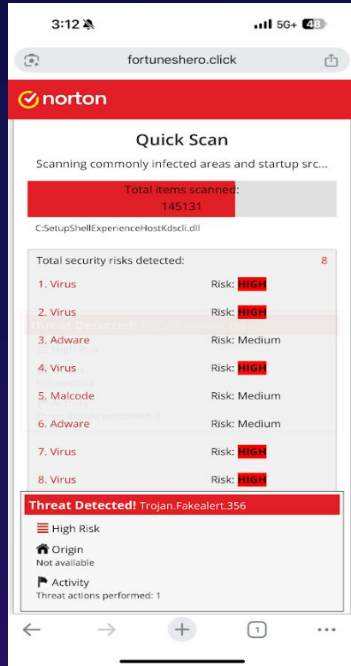 3:12
5G+ 48
fortuneshero.click
norton
Quick Scan
Scanning commonly infected areas and startup src...
Total items scanned:
145131
C:SetupShellExperienceHostKdscli.dll
Total security risks detected: 8
1. Virus Risk: HIGH
2. Virus Risk: HIGH
3. Adware Risk: Medium
4. Virus Risk: HIGH
5. Malcode Risk: Medium
6. Adware Risk: Medium
7. Virus Risk: HIGH
8. Virus Risk: HIGH
Threat Detected! Trojan.Fakealert.356
High Risk
Origin
Not available
Activity
Threat actions performed: 1
1